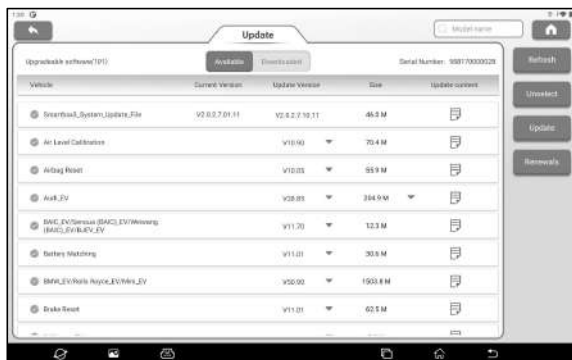 Update
Model name
Upgradeable software(101)
Available
Downloaded
Serial Number: 988170000028
Refresh
Vehicle
Current Version
Update Version
Size
Update content
Unselect
Smartbox3_System_Update_File
V2.0.2.7.01.11
V2.0.2.7.10.11
46.0 M
Update
Air Level Calibration
V10.90
70.4 M
Airbag Reset
V10.05
55.9 M
Renewals
Audi_EV
V28.89
204.9 M
BAIC_EV/Senova (BAIC)_EV/Weiwang
(BAIC)_EV/BJEV_EV
V11.70
12.3 M
Battery Matching
V11.01
30.6 M
BMW_EV/Rolls Royce_EV/Mini_EV
V50.90
1503.8 M
Brake Reset
V11.01
62.5 M